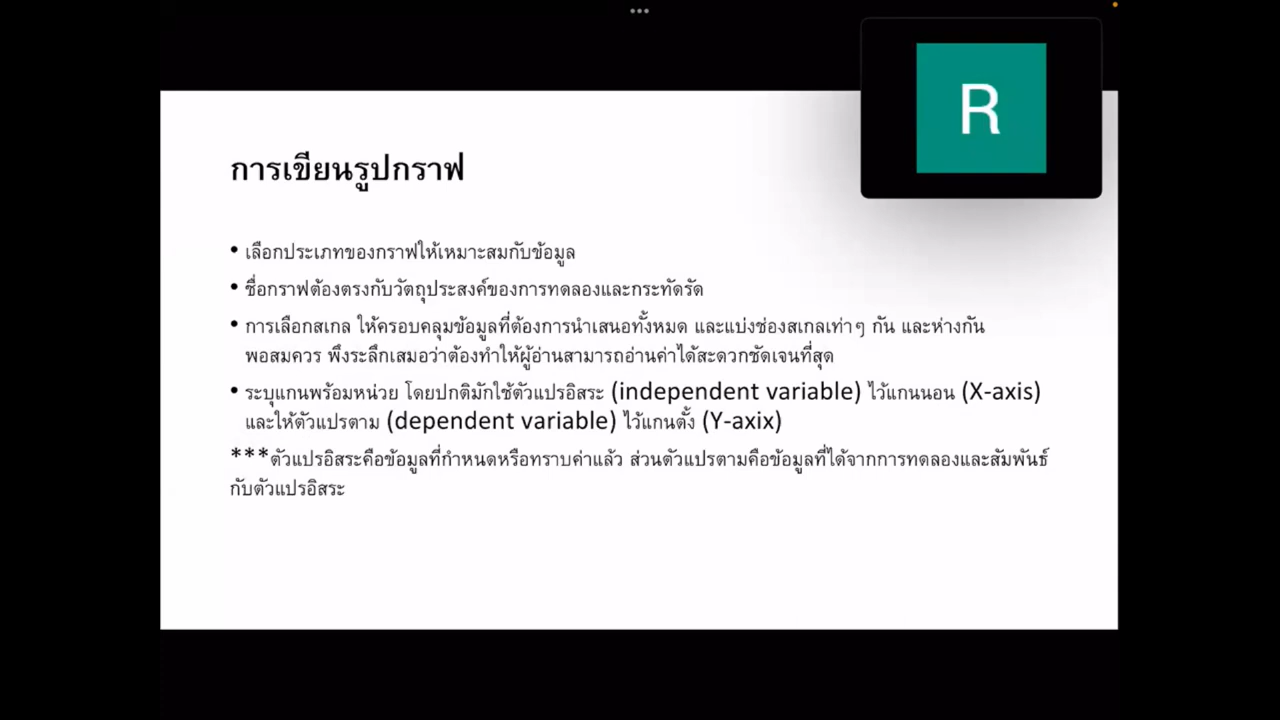 R
การเขียนรูปกราฟ
• เลือกประเภทของกราฟให้เหมาะสมกับข้อมูล
• ชื่อกราฟต้องตรงกับวัตถุประสงค์ของการทดลองและกระทัดรัด
• การเลือกสเกล ให้ครอบคลุมข้อมูลที่ต้องการนำเสนอทั้งหมด และแบ่งช่องสเกลเท่าๆ กัน และห่างกัน
พอสมควร พึงระลึกเสมอว่าต้องทำให้ผู้อ่านสามารถอ่านค่าได้สะดวกชัดเจนที่สุด
• ระบุแกนพร้อมหน่วย โดยปกติมักใช้ตัวแปรอิสระ (independent variable) ไว้แกนนอน (X-axis)
และให้ตัวแปรตาม (dependent variable) ไว้แกนตั้ง (Y-axix)
***ตัวแปรอิสระคือข้อมูลที่กำหนดหรือทราบค่าแล้ว ส่วนตัวแปรตามคือข้อมูลที่ได้จากการทดลองและสัมพันธ์
กับตัวแปรอิสระ